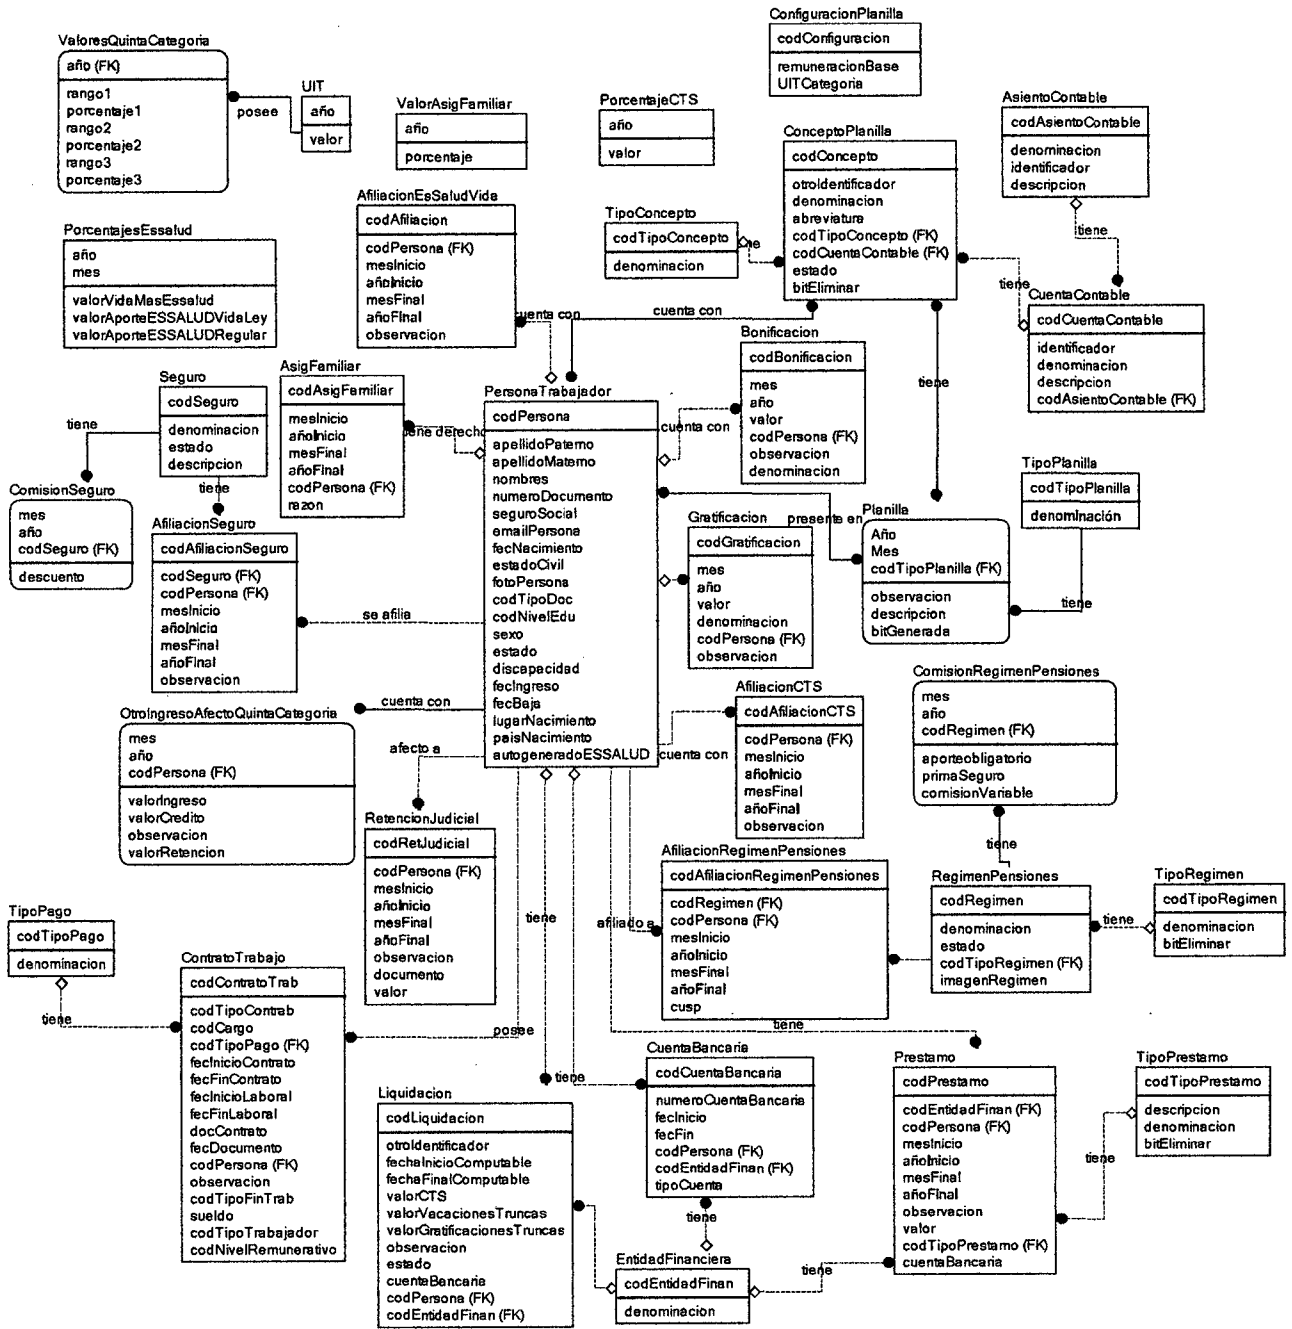 ConfiguracionPlanilla
codConfiguracion
remuneracionBase
UITCategoria
ValoresQuintaCategoria
año (FK)
rango1
porcentaje1
rango2
porcentaje2
rango3
porcentaje3
posee
UIT
año
valor
ValorAsigFamiliar
año
porcentaje
PorcentajeCTS
año
valor
AsientoContable
codAsientoContable
denominacion
identificador
descripcion
tiene
ConceptoPlanilla
codConcepto
otroIdentificador
denominacion
abreviatura
codTipoConcepto (FK)
codCuentaContable (FK)
estado
bitEliminar
TipoConcepto
codTipoConcepto
denominacion
AfiliacionEsSaludVida
codAfiliacion
codPersona (FK)
mesInicio
añoInicio
mesFinal
añoFinal
observacion
cuenta con
PorcentajesEssalud
año
mes
valorVidaMasEssalud
valorAporteESSALUDVidaLey
valorAporteESSALUDRegular
tiene
CuentaContable
codCuentaContable
identificador
denominacion
descripcion
codAsientoContable (FK)
cuenta con
Bonificacion
codBonificacion
mes
año
valor
codPersona (FK)
observacion
denominacion
cuenta con
tiene
AsigFamiliar
codAsigFamiliar
mesInicio
añoInicio
mesFinal
añoFinal
codPersona (FK)
razon
tiene derecho
Seguro
codSeguro
denominacion
estado
descripcion
tiene
tiene
ComisionSeguro
mes
año
codSeguro (FK)
descuento
AfiliacionSeguro
codAfiliacionSeguro
codSeguro (FK)
codPersona (FK)
mesInicio
añoInicio
mesFinal
añoFinal
observacion
se afilia
PersonaTrabajador
codPersona
apellidoPaterno
apellidoMaterno
nombres
numeroDocumento
seguroSocial
emailPersona
fecNacimiento
estadoCivil
fotoPersona
codTipoDoc
codNivelEdu
sexo
estado
discapacidad
fecIngreso
fecBaja
lugarNacimiento
paisNacimiento
autogeneradoESSALUD
TipoPlanilla
codTipoPlanilla
denominación
presente en
Planilla
Año
Mes
codTipoPlanilla (FK)
observacion
descripcion
bitGenerada
tiene
Gratificacion
codGratificacion
mes
año
valor
denominacion
codPersona (FK)
observacion
ComisionRegimenPensiones
mes
año
codRegimen (FK)
aporteobligatorio
primaSeguro
comisionVariable
tiene
AfiliacionCTS
codAfiliacionCTS
codPersona (FK)
mesInicio
añoInicio
mesFinal
añoFinal
observacion
cuenta con
cuenta con
OtroIngresoAfectoQuintaCategoria
mes
año
codPersona (FK)
valorIngreso
valorCredito
observacion
valorRetencion
afecto a
RetencionJudicial
codRetJudicial
codPersona (FK)
mesInicio
añoInicio
mesFinal
añoFinal
observacion
documento
valor
AfiliacionRegimenPensiones
codAfiliacionRegimenPensiones
codRegimen (FK)
codPersona (FK)
mesInicio
añoInicio
mesFinal
añoFinal
cusp
afiliado a
RegimenPensiones
codRegimen
denominacion
estado
codTipoRegimen (FK)
imagenRegimen
tiene
TipoRegimen
codTipoRegimen
denominacion
bitEliminar
TipoPago
codTipoPago
denominacion
tiene
ContratoTrabajo
codContratoTrab
codTipoContrab
codCargo
codTipoPago (FK)
fecInicioContrato
fecFinContrato
fecInicioLaboral
fecFinLaboral
docContrato
fecDocumento
codPersona (FK)
observacion
codTipoFinTrab
sueldo
codTipoTrabajador
codNivelRemunerativo
posee
tiene
tiene
tiene
Liquidacion
codLiquidacion
otroIdentificador
fechaInicioComputable
fechaFinalComputable
valorCTS
valorVacacionesTruncas
valorGratificacionesTruncas
observacion
estado
cuentaBancaria
codPersona (FK)
codEntidadFinan (FK)
CuentaBancaria
codCuentaBancaria
numeroCuentaBancaria
fecInicio
fecFin
codPersona (FK)
codEntidadFinan (FK)
tipoCuenta
tiene
EntidadFinanciera
codEntidadFinan
denominacion
tiene
Prestamo
codPrestamo
codEntidadFinan (FK)
codPersona (FK)
mesInicio
añoInicio
mesFinal
añoFinal
observacion
valor
codTipoPrestamo (FK)
cuentaBancaria
tiene
TipoPrestamo
codTipoPrestamo
descripcion
denominacion
bitEliminar